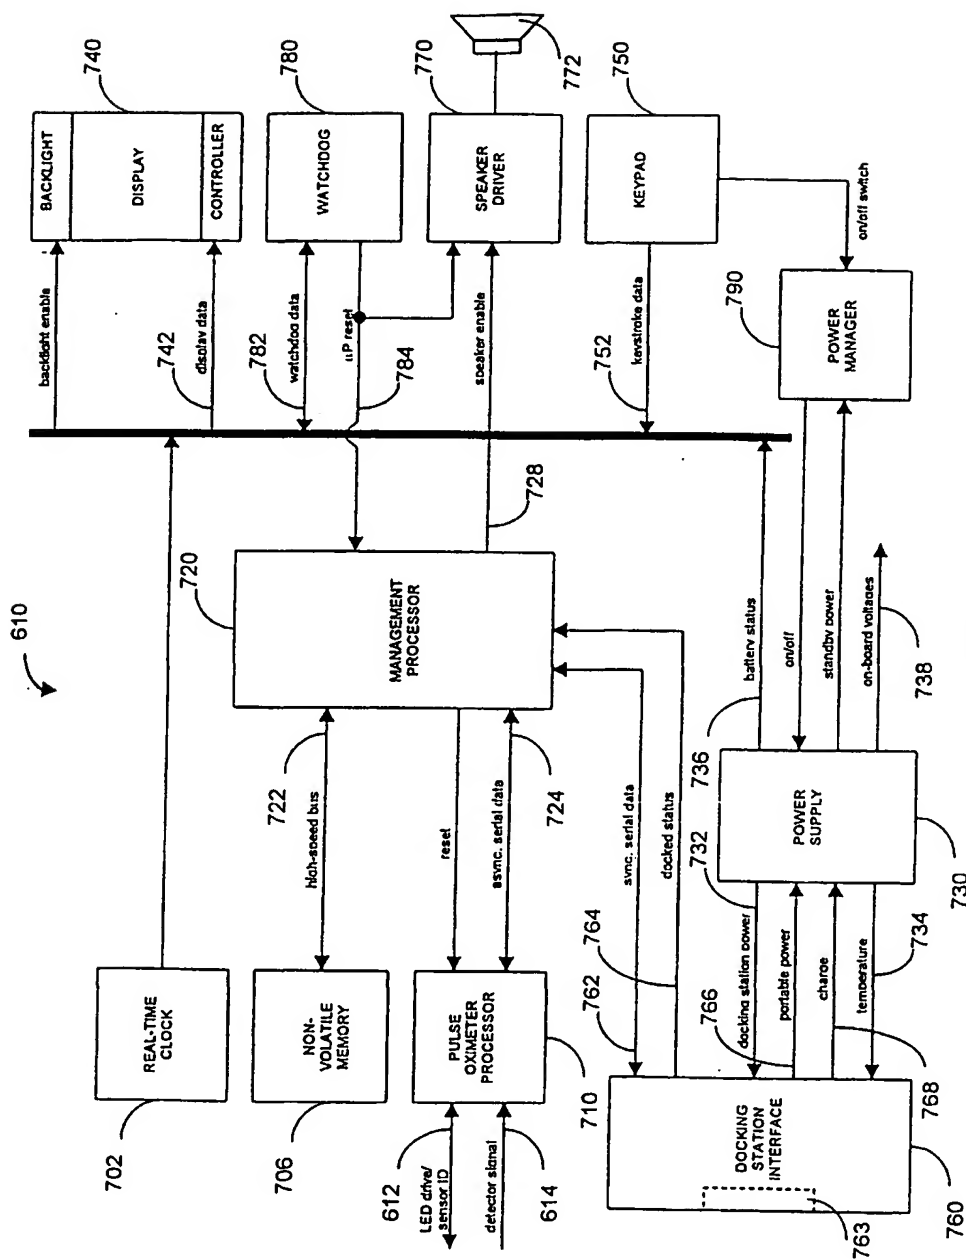 610
702
REAL-TIME
CLOCK
706
NON-
VOLATILE
MEMORY
612
LED drive/
sensor ID
detector signal
614
PULSE
OXIMETER
PROCESSOR
710
722
high-speed bus
reset
async. serial data
724
720
MANAGEMENT
PROCESSOR
728
740
BACKLIGHT
DISPLAY
CONTROLLER
backlight enable
display data
742
780
WATCHDOG
782
watchdog data
uP reset
784
770
SPEAKER
DRIVER
772
speaker enable
750
KEYPAD
752
keystroke data
on/off switch
790
POWER
MANAGER
762
764
sync. serial data
docked status
DOCKING
STATION
INTERFACE
763
760
732
docking station power
766
portable power
charge
768
temperature
734
POWER
SUPPLY
730
736
battery status
on/off
standby power
on-board voltages
738